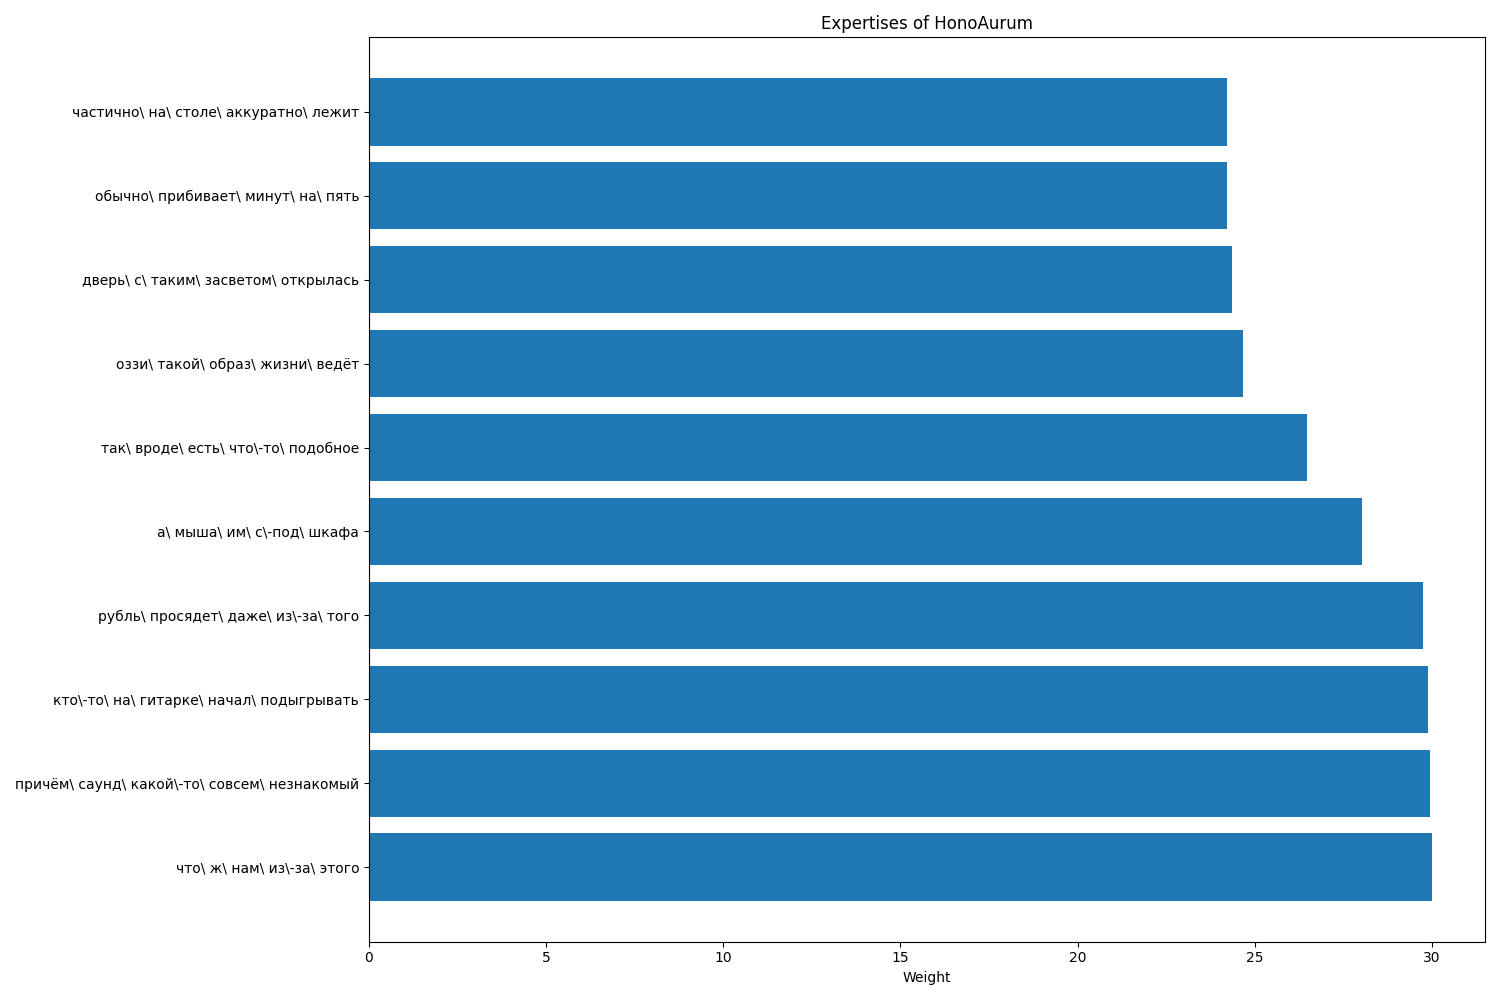 Expertises of HonoAurum
частично\ на\ столе\ аккуратно\ лежит
обычно\ прибивает\ минут\ на\ пять
дверь\ с\ таким\ засветом\ открылась
оззи\ такой\ образ\ жизни\ ведёт
так\ вроде\ есть\ что\-то\ подобное
а\ мыша\ им\ с\-под\ шкафа
рубль\ просядет\ даже\ из\-за\ того
кто\-то\ на\ гитарке\ начал\ подыгрывать
причём\ саунд\ какой\-то\ совсем\ незнакомый
что\ ж\ нам\ из\-за\ этого
0 5 10 15 20 25 30
Weight